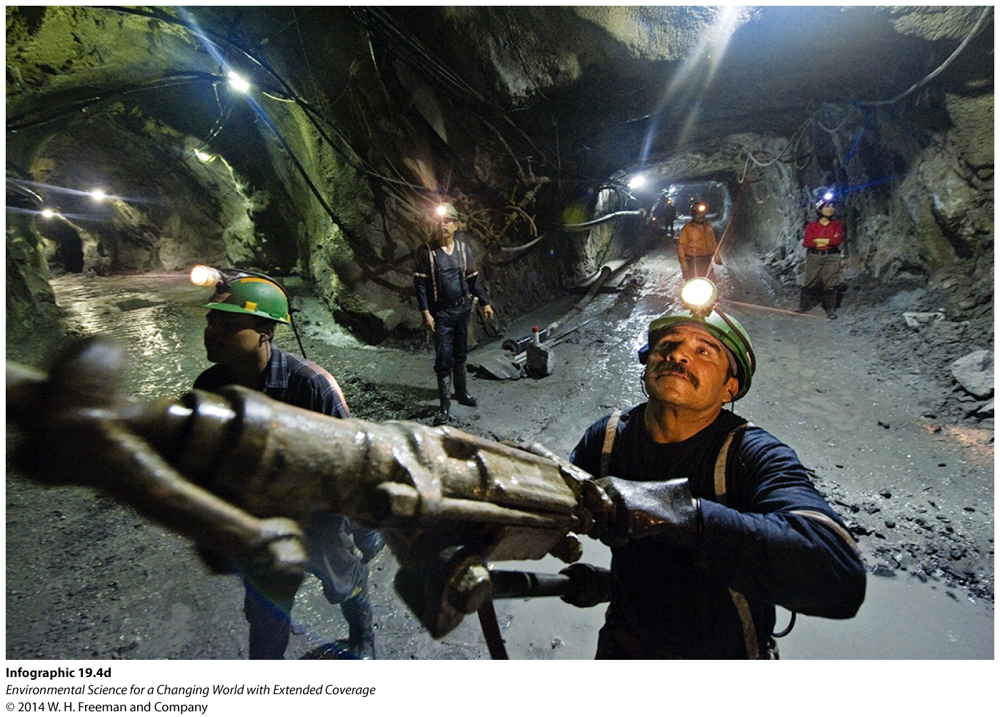 Infographic 19.4d
Environmental Science for a Changing World with Extended Coverage
© 2014 W. H. Freeman and Company